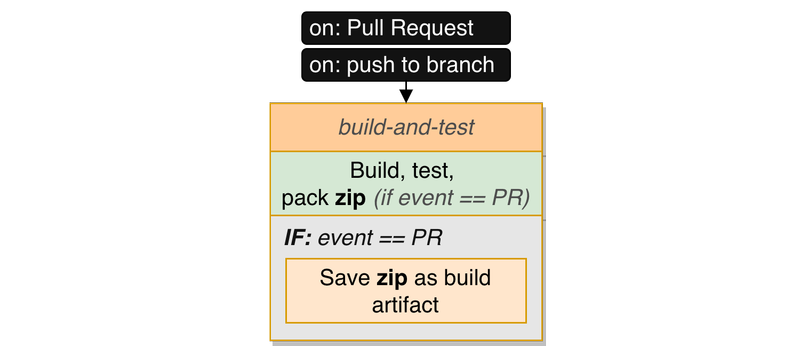 on: Pull Request
on: push to branch
build-and-test
Build, test,
pack zip (if event == PR)
IF: event == PR
Save zip as build
artifact